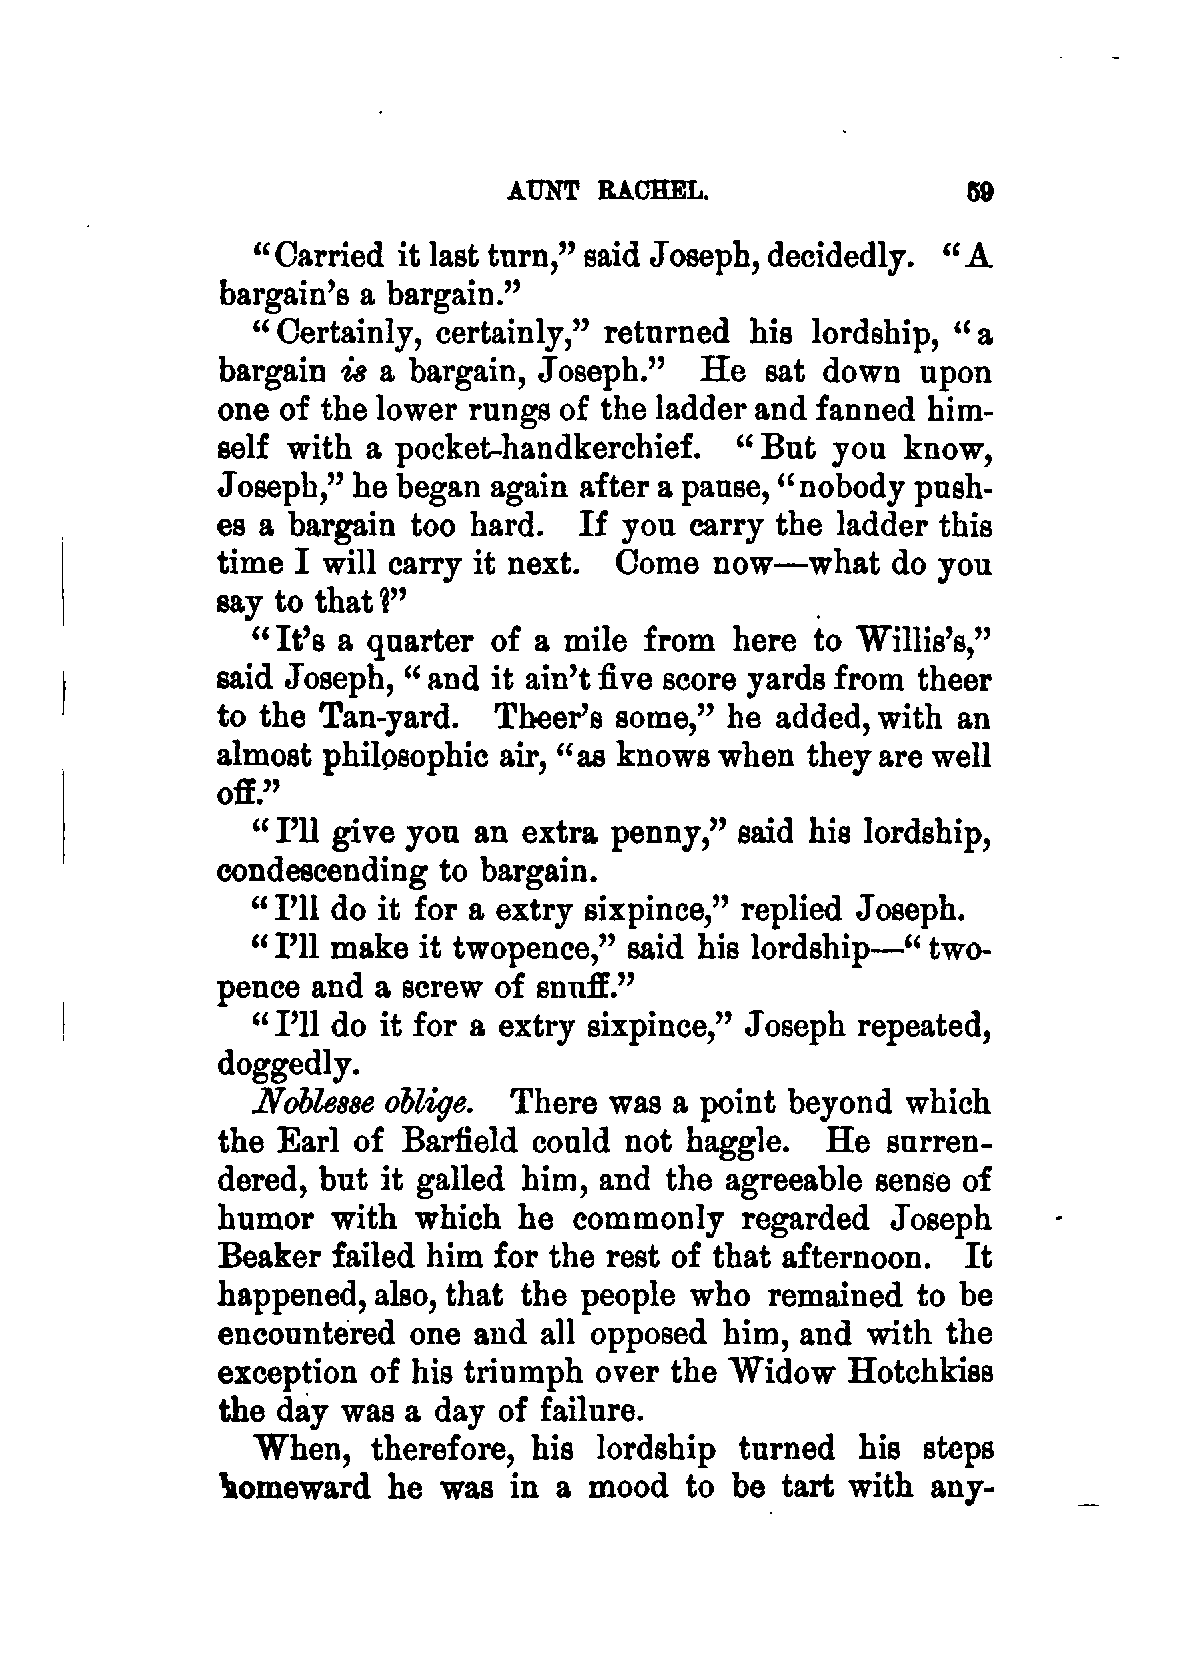 AUNT RACHEL. 59
"Carried it last turn," said Joseph, decidedly. "A
bargain's a bargain."
"Certainly, certainly," returned his lordship, "a
bargain is a bargain, Joseph." He sat down upon
one of the lower rungs of the ladder and fanned him-
self with a pocket-handkerchief. "But you know,
Joseph," he began again after a pause, "nobody push-
es a bargain too hard. If you carry the ladder this
time I will carry it next. Come now—what do you
say to that?"
"It's a quarter of a mile from here to Willis's,"
said Joseph, "and it ain't five score yards from theer
to the Tan-yard. Theer's some," he added, with an
almost philosophic air, "as knows when they are well
off."
"I'll give you an extra penny," said his lordship,
condescending to bargain.
"I'll do it for a extry sixpince," replied Joseph.
"I'll make it twopence," said his lordship—"two-
pence and a screw of snuff."
"I'll do it for a extry sixpince," Joseph repeated,
doggedly.
Noblesse oblige. There was a point beyond which
the Earl of Barfield could not haggle. He surren-
dered, but it galled him, and the agreeable sense of
humor with which he commonly regarded Joseph
Beaker failed him for the rest of that afternoon. It
happened, also, that the people who remained to be
encountered one and all opposed him, and with the
exception of his triumph over the Widow Hotchkiss
the day was a day of failure.
When, therefore, his lordship turned his steps
homeward he was in a mood to be tart with any-